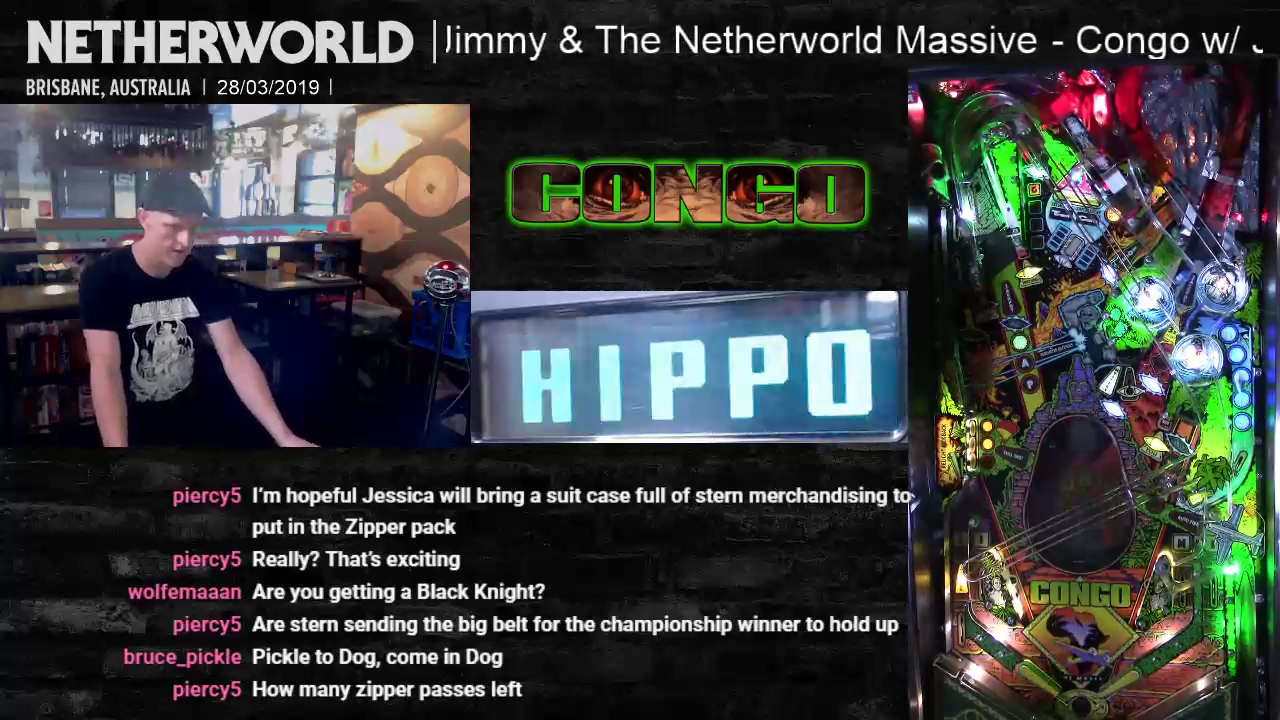 NETHERWORLD
Jimmy & The Netherworld Massive - Congo w/
BRISBANE, AUSTRALIA | 28/03/2019 |
CONGO
HIPPO
piercy5 I'm hopeful Jessica will bring a suit case full of stern merchandising to
put in the Zipper pack
piercy5 Really? That's exciting
wolfemaaan Are you getting a Black Knight?
piercy5 Are stern sending the big belt for the championship winner to hold up
bruce_pickle Pickle to Dog, come in Dog
piercy5 How many zipper passes left
CONGO